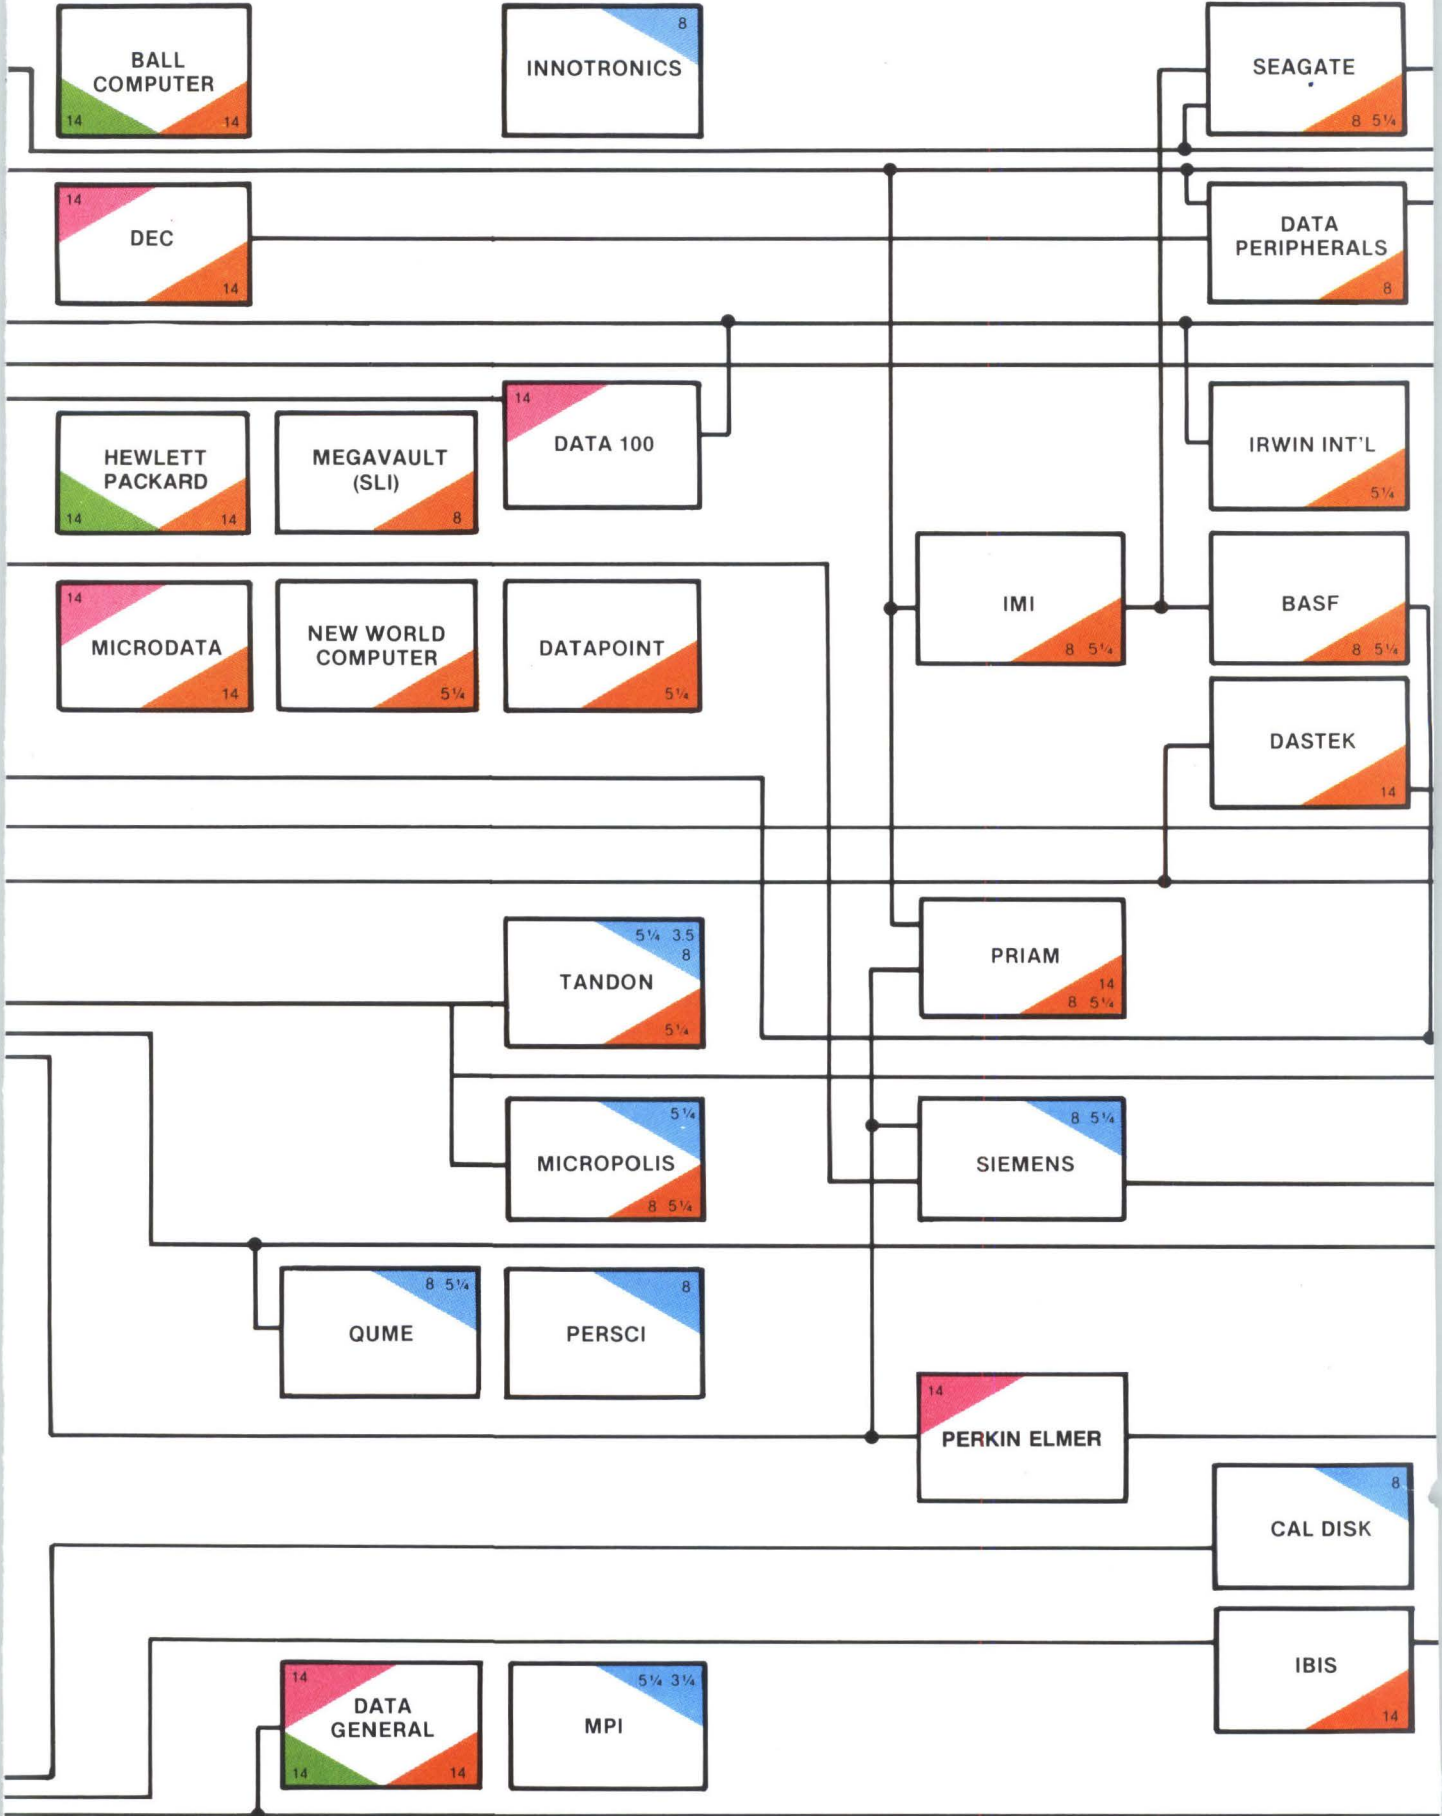 BALL
COMPUTER
14
14
8
INNOTRONICS
SEAGATE
8 5¼
14
DEC
14
DATA
PERIPHERALS
8
HEWLETT
PACKARD
14
14
MEGAVAULT
(SLI)
8
14
DATA 100
IRWIN INT'L
5¼
14
MICRODATA
14
NEW WORLD
COMPUTER
5¼
DATAPOINT
5¼
IMI
8 5¼
BASF
8 5¼
DASTEK
14
5¼ 3.5
8
TANDON
5¼
PRIAM
14
8 5¼
5¼
MICROPOLIS
8 5¼
8 5¼
SIEMENS
8 5¼
QUME
8
PERSCI
14
PERKIN ELMER
8
CAL DISK
IBIS
14
14
DATA
GENERAL
14
14
5¼ 3¼
MPI